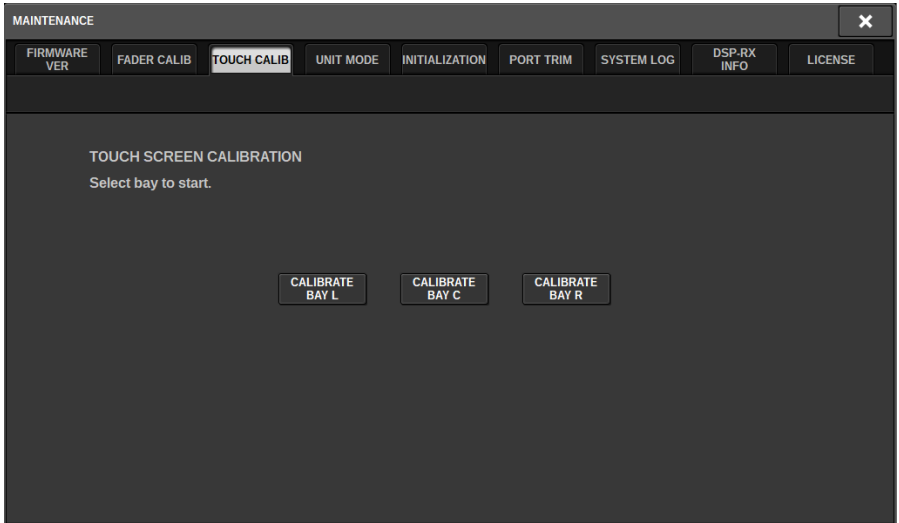 MAINTENANCE
FIRMWARE
VER
FADER CALIB
TOUCH CALIB
UNIT MODE
INITIALIZATION
PORT TRIM
SYSTEM LOG
DSP-RX
INFO
LICENSE
TOUCH SCREEN CALIBRATION
Select bay to start.
CALIBRATE
BAY L
CALIBRATE
BAY C
CALIBRATE
BAY R